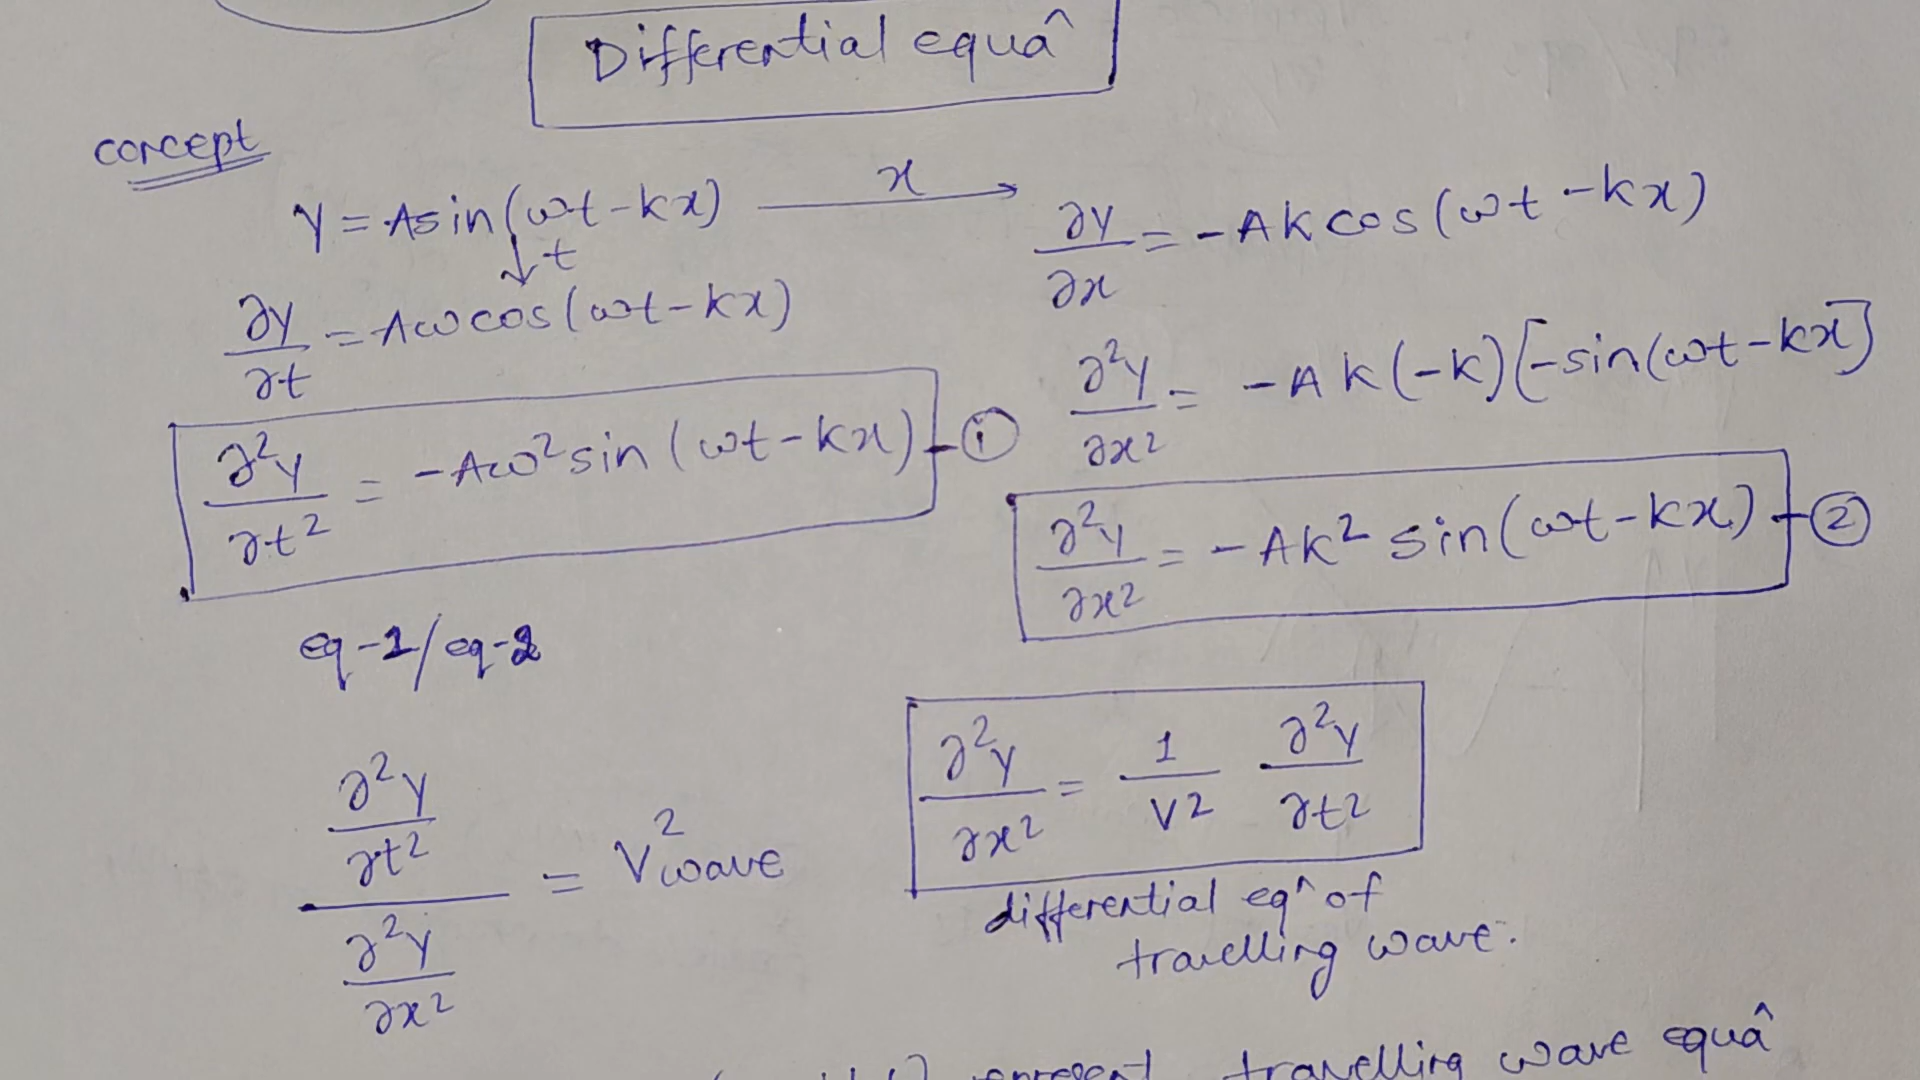 Differential equâ
concept
y = A sin(ωt-kx) —x→ ∂y/∂x = -Ak cos(ωt-kx)
↓t
∂y/∂t = Aω cos(ωt-kx)
∂²y/∂x² = -Ak(-k)[-sin(ωt-kx]
∂²y/∂t² = -Aω² sin(ωt-kx) -①
∂²y/∂x² = -Ak² sin(ωt-kx) -②
eq-1/eq-2
∂²y/∂t² / ∂²y/∂x² = V²wave
∂²y/∂x² = 1/V² ∂²y/∂t²
differential eq^ of
travelling wave.
represent travelling wave equâ